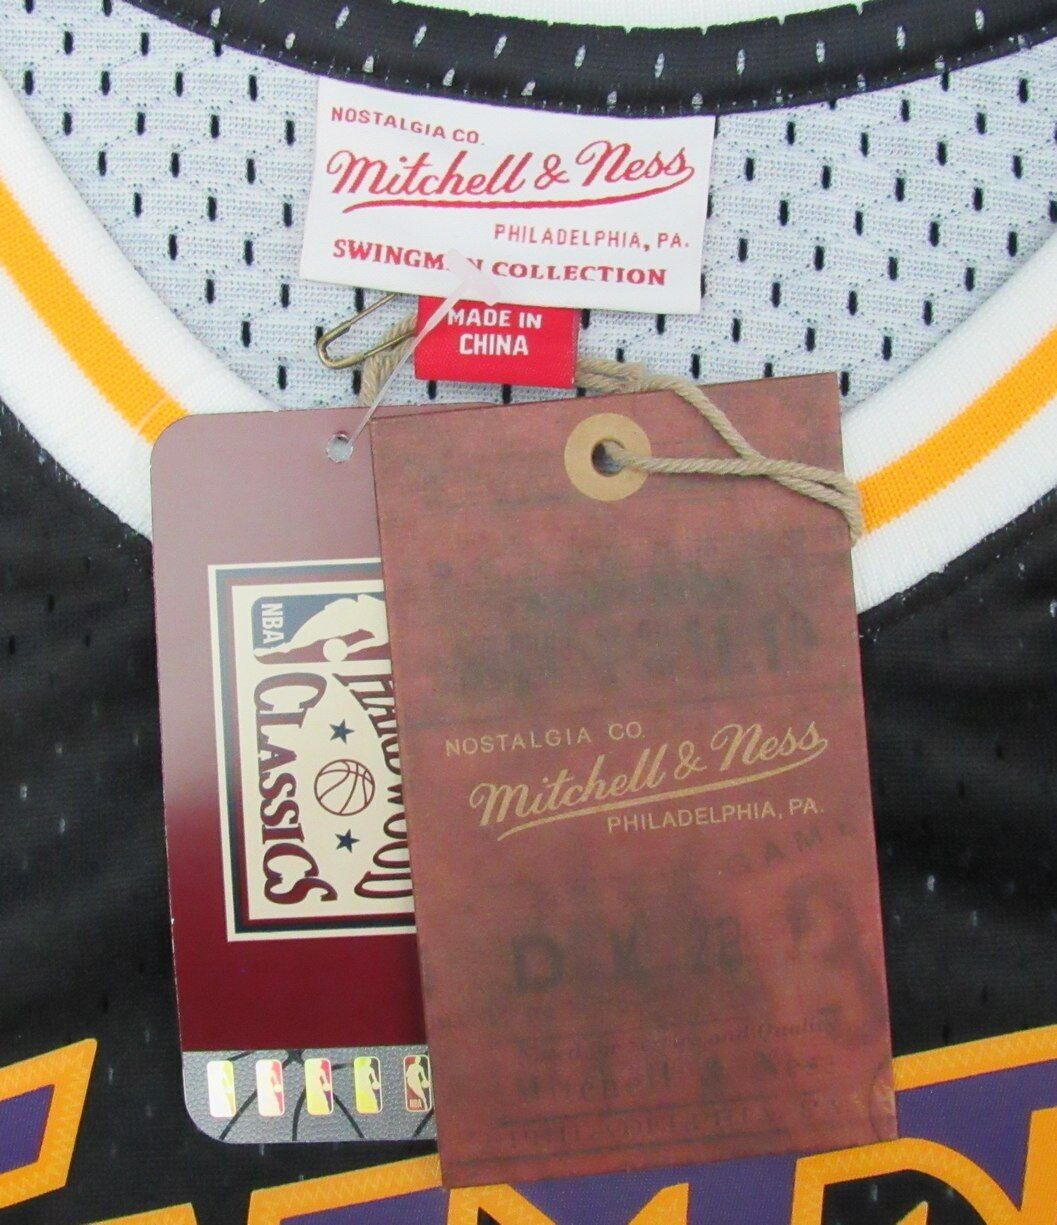 NOSTALGIA CO.
Mitchell & Ness
PHILADELPHIA, PA.
SWINGMAN COLLECTION
MADE IN
CHINA
NBA
HARDWOOD
CLASSICS
NOSTALGIA CO.
Mitchell & Ness
PHILADELPHIA, PA.